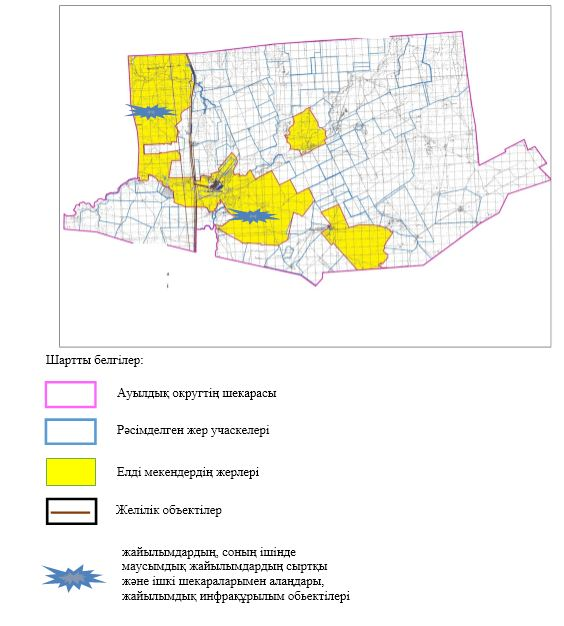 Шартты белгілер:
Ауылдық округтің шекарасы
Рәсімделген жер учаскелері
Елді мекендердің жерлері
Желілік объектілер
жайылымдардың, соның ішінде
маусымдық жайылымдардың сыртқы
және ішкі шекараларымен алаңдары,
жайылымдық инфрақұрылым обьектілері